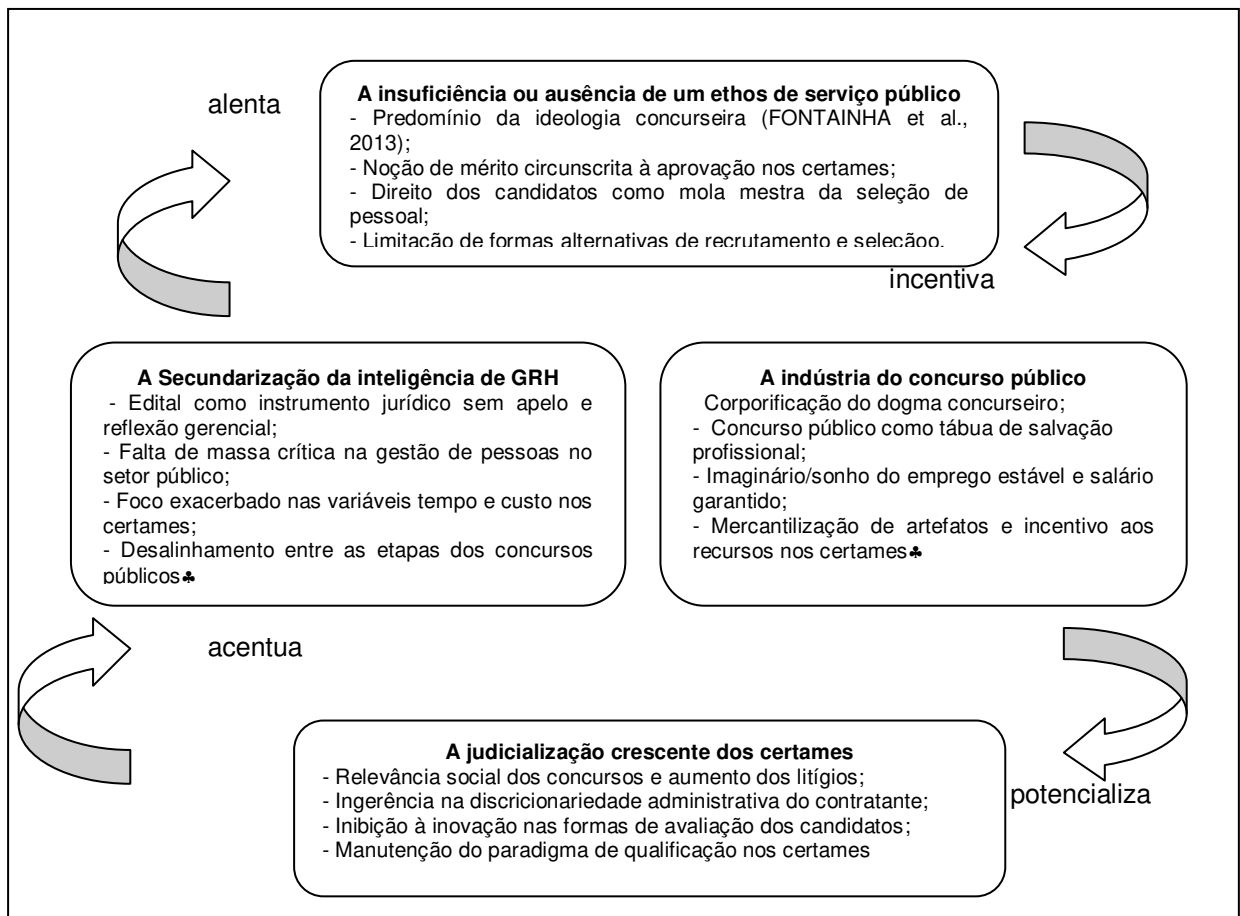 alenta
A insuficiência ou ausência de um ethos de serviço público
- Predomínio da ideologia concurseira (FONTAINHA et al.,
2013);
- Noção de mérito circunscrita à aprovação nos certames;
- Direito dos candidatos como mola mestra da seleção de
pessoal;
- Limitação de formas alternativas de recrutamento e seleçãoo.
incentiva
A Secundarização da inteligência de GRH
- Edital como instrumento jurídico sem apelo e
reflexão gerencial;
- Falta de massa crítica na gestão de pessoas no
setor público;
- Foco exacerbado nas variáveis tempo e custo nos
certames;
- Desalinhamento entre as etapas dos concursos
públicos♣
A indústria do concurso público
Corporificação do dogma concurseiro;
- Concurso público como tábua de salvação
profissional;
- Imaginário/sonho do emprego estável e salário
garantido;
- Mercantilização de artefatos e incentivo aos
recursos nos certames♣
acentua
A judicialização crescente dos certames
- Relevância social dos concursos e aumento dos litígios;
- Ingerência na discricionariedade administrativa do contratante;
- Inibição à inovação nas formas de avaliação dos candidatos;
- Manutenção do paradigma de qualificação nos certames
potencializa